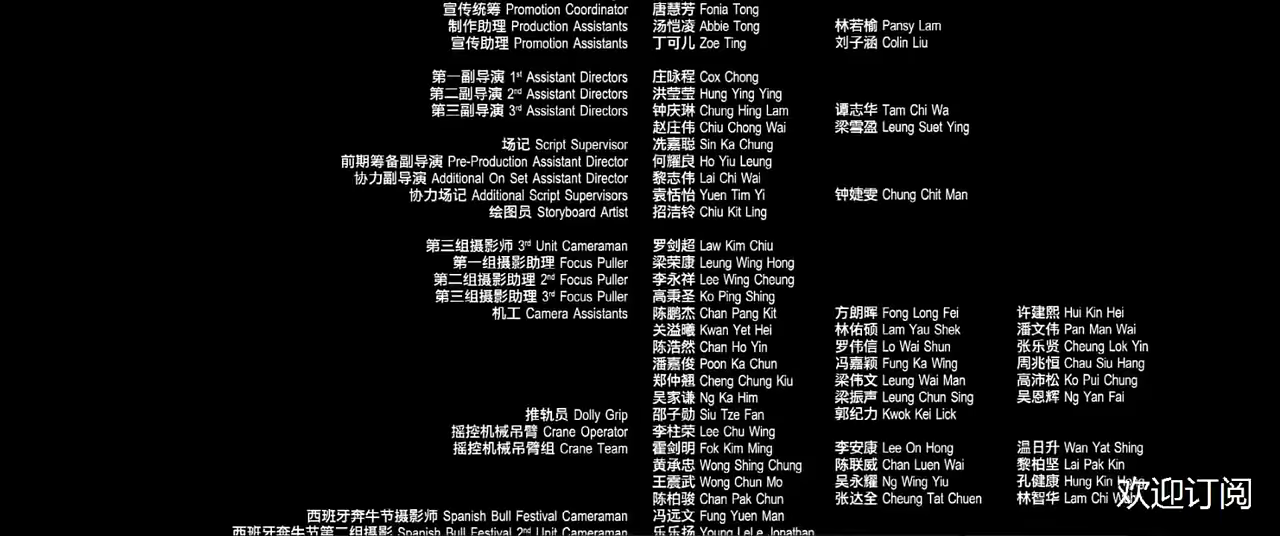 宣传统筹 Promotion Coordinator 唐慧芳 Fonia Tong
制作助理 Production Assistants 汤恺凌 Abbie Tong 林若榆 Pansy Lam
宣传助理 Promotion Assistants 丁可儿 Zoe Ting 刘子涵 Colin Liu
第一副导演 1st Assistant Directors 庄咏程 Cox Chong
第二副导演 2nd Assistant Directors 洪莹莹 Hung Ying Ying
第三副导演 3rd Assistant Directors 钟庆琳 Chung Hing Lam 谭志华 Tam Chi Wa
赵庄伟 Chiu Chong Wai 梁雪盈 Leung Suet Ying
场记 Script Supervisor 冼嘉聪 Sin Ka Chung
前期筹备副导演 Pre-Production Assistant Director 何耀良 Ho Yiu Leung
协力副导演 Additional On Set Assistant Director 黎志伟 Lai Chi Wai
协力场记 Additional Script Supervisors 袁恬怡 Yuen Tim Yi 钟婕雯 Chung Chit Man
绘图员 Storyboard Artist 招洁铃 Chiu Kit Ling
第三组摄影师 3rd Unit Cameraman 罗剑超 Law Kim Chiu
第一组摄影助理 Focus Puller 梁荣康 Leung Wing Hong
第二组摄影助理 2nd Focus Puller 李永祥 Lee Wing Cheung
第三组摄影助理 3rd Focus Puller 高秉圣 Ko Ping Shing
机工 Camera Assistants 陈鹏杰 Chan Pang Kit 方朗晖 Fong Long Fei 许建熙 Hui Kin Hei
关溢曦 Kwan Yet Hei 林佑硕 Lam Yau Shek 潘文伟 Pan Man Wai
陈浩然 Chan Ho Yin 罗伟信 Lo Wai Shun 张乐贤 Cheung Lok Yin
潘嘉俊 Poon Ka Chun 冯嘉颖 Fung Ka Wing 周兆恒 Chau Siu Hang
郑仲翘 Cheng Chung Kiu 梁伟文 Leung Wai Man 高沛松 Ko Pui Chung
吴家谦 Ng Ka Him 梁振声 Leung Chun Sing 吴恩辉 Ng Yan Fai
推轨员 Dolly Grip 邵子勋 Siu Tze Fan 郭纪力 Kwok Kei Lick
摇控机械吊臂 Crane Operator 李柱荣 Lee Chu Wing
摇控机械吊臂组 Crane Team 霍剑明 Fok Kim Ming 李安康 Lee On Hong 温日升 Wan Yat Shing
黄承忠 Wong Shing Chung 陈联威 Chan Luen Wai 黎柏坚 Lai Pak Kin
王震武 Wong Chun Mo 吴永耀 Ng Wing Yiu 孔健康 Hung Kin
陈柏骏 Chan Pak Chun 张达全 Cheung Tat Chuen 林智华 Lam Chi
欢迎订阅
西班牙奔牛节摄影师 Spanish Bull Festival Cameraman 冯远文 Fung Yuen Man
西班牙奔牛节第二组摄影 Spanish Bull Festival 2nd Unit Cameraman 乐乐扬 Young LeLe Jonathan